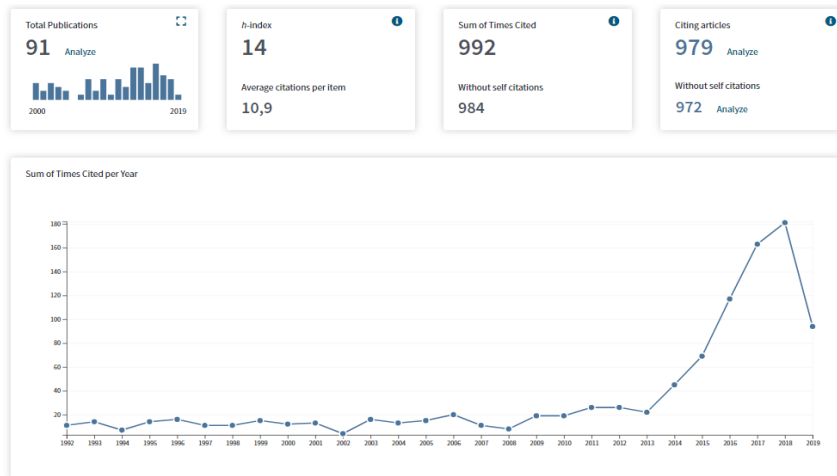 Total Publications
91 Analyze
2000 2019
h-index
14
Average citations per item
10,9
Sum of Times Cited
992
Without self citations
984
Citing articles
979 Analyze
Without self citations
972 Analyze
Sum of Times Cited per Year
180
160
140
120
100
80
60
40
20
1992 1993 1994 1995 1996 1997 1998 1999 2000 2001 2002 2003 2004 2005 2006 2007 2008 2009 2010 2011 2012 2013 2014 2015 2016 2017 2018 2019